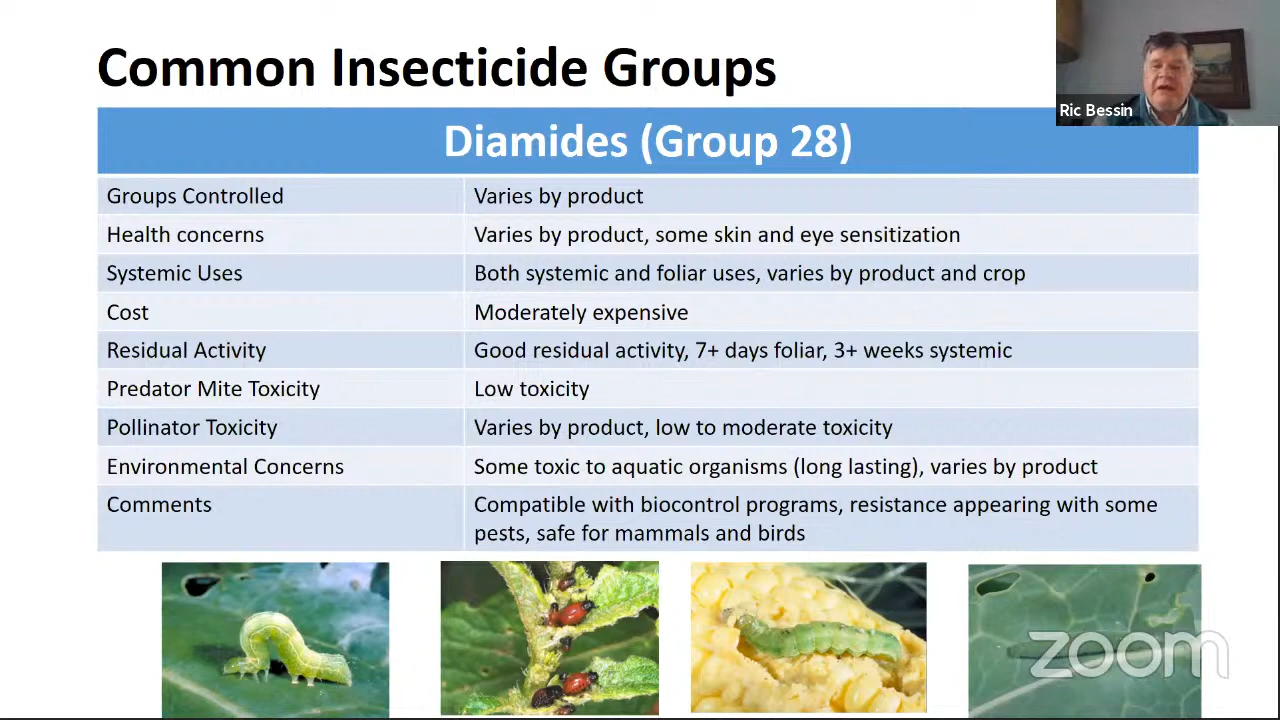 Common Insecticide Groups
Ric Bessin
Diamides (Group 28)
Groups Controlled
Varies by product
Health concerns
Varies by product, some skin and eye sensitization
Systemic Uses
Both systemic and foliar uses, varies by product and crop
Cost
Moderately expensive
Residual Activity
Good residual activity, 7+ days foliar, 3+ weeks systemic
Predator Mite Toxicity
Low toxicity
Pollinator Toxicity
Varies by product, low to moderate toxicity
Environmental Concerns
Some toxic to aquatic organisms (long lasting), varies by product
Comments
Compatible with biocontrol programs, resistance appearing with some
pests, safe for mammals and birds
zoom